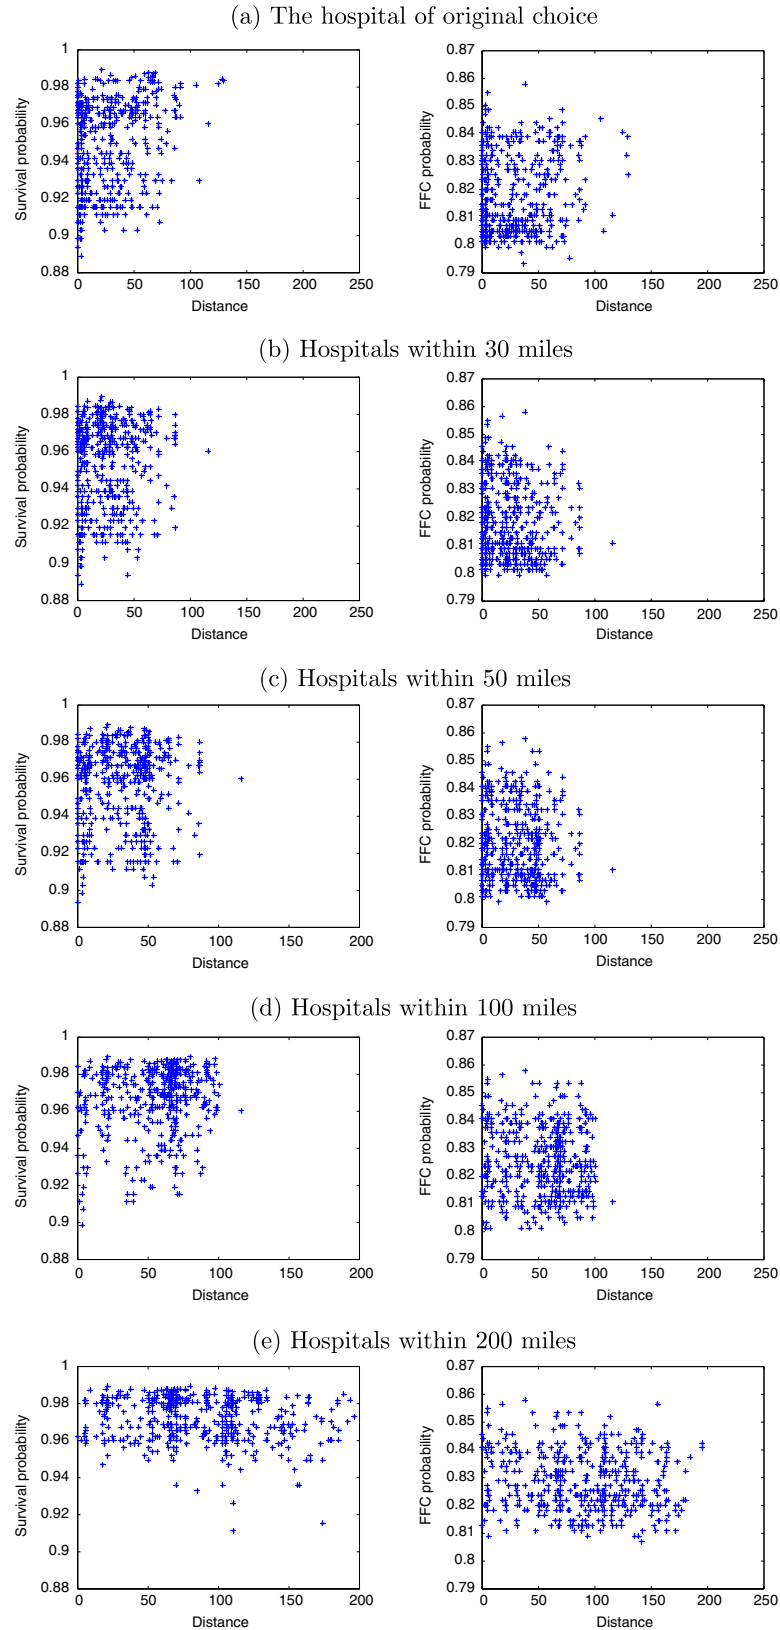 (a) The hospital of original choice
1
0.98
0.96
0.94
0.92
0.9
0.88
Survival probability
0 50 100 150 200 250
Distance
0.87
0.86
0.85
0.84
0.83
0.82
0.81
0.8
0.79
FFC probability
0 50 100 150 200 250
Distance
(b) Hospitals within 30 miles
1
0.98
0.96
0.94
0.92
0.9
0.88
Survival probability
0 50 100 150 200 250
Distance
0.87
0.86
0.85
0.84
0.83
0.82
0.81
0.8
0.79
FFC probability
0 50 100 150 200 250
Distance
(c) Hospitals within 50 miles
1
0.98
0.96
0.94
0.92
0.9
0.88
Survival probability
0 50 100 150 200
Distance
0.87
0.86
0.85
0.84
0.83
0.82
0.81
0.8
0.79
FFC probability
0 50 100 150 200 250
Distance
(d) Hospitals within 100 miles
1
0.98
0.96
0.94
0.92
0.9
0.88
Survival probability
0 50 100 150 200
Distance
0.87
0.86
0.85
0.84
0.83
0.82
0.81
0.8
0.79
FFC probability
0 50 100 150 200 250
Distance
(e) Hospitals within 200 miles
1
0.98
0.96
0.94
0.92
0.9
0.88
Survival probability
0 50 100 150 200
Distance
0.87
0.86
0.85
0.84
0.83
0.82
0.81
0.8
0.79
FFC probability
0 50 100 150 200 250
Distance